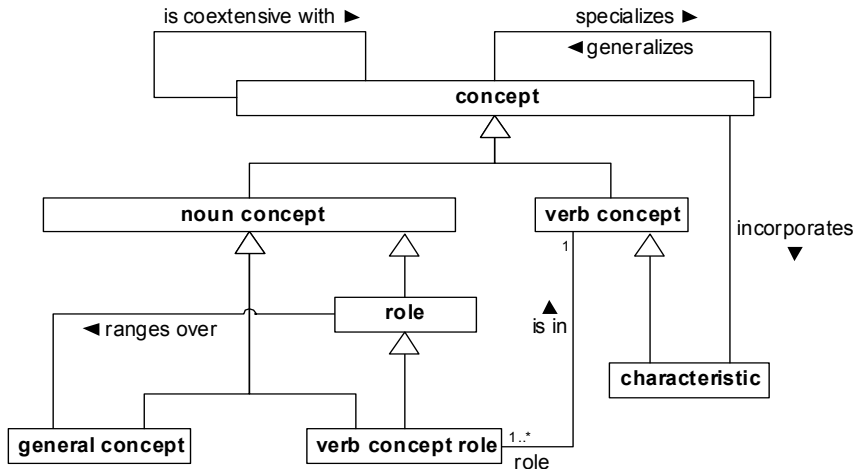 is coextensive with ►
specializes ►
◄ generalizes
concept
noun concept
verb concept
incorporates
▼
1
▲
is in
role
◄ ranges over
characteristic
general concept
verb concept role
1..*
role